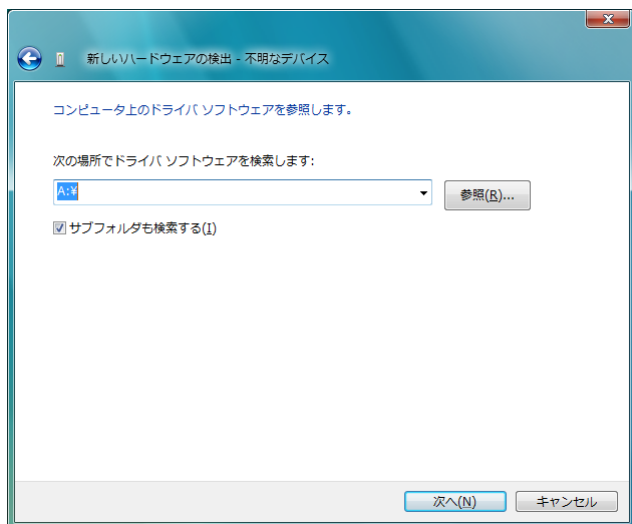 新しいハードウェアの検出 - 不明なデバイス
コンピュータ上のドライバ ソフトウェアを参照します。
次の場所でドライバ ソフトウェアを検索します:
A:¥
参照(R)...
サブフォルダも検索する(I)
次へ(N)
キャンセル